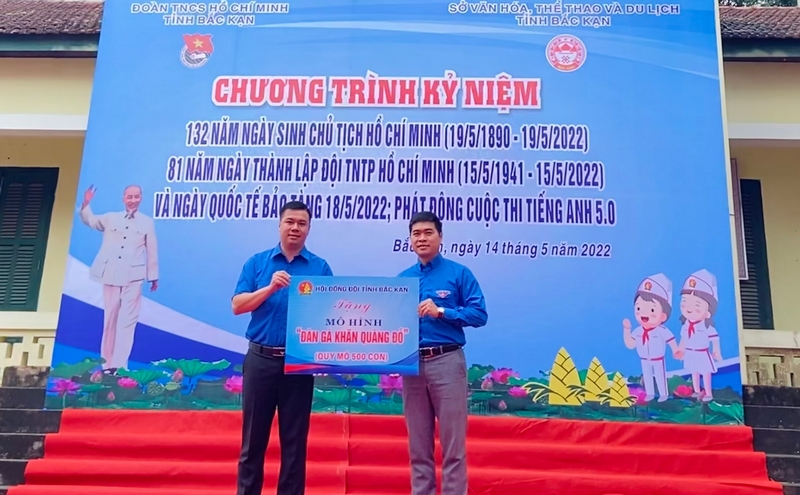 ĐOÀN TNCS HỒ CHÍ MINH
TỈNH BẮC KẠN
SỞ VĂN HÓA, THỂ THAO VÀ DU LỊCH
TỈNH BẮC KẠN
CHƯƠNG TRÌNH KỶ NIỆM
132 NĂM NGÀY SINH CHỦ TỊCH HỒ CHÍ MINH (19/5/1890 - 19/5/2022)
81 NĂM NGÀY THÀNH LẬP ĐỘI TNTP HỒ CHÍ MINH (15/5/1941 - 15/5/2022)
VÀ NGÀY QUỐC TẾ BẢO TÀNG 18/5/2022; PHÁT ĐỘNG CUỘC THI TIẾNG ANH 5.0
ngày 14 tháng 5 năm 2022
HỘI ĐỒNG ĐỘI TỈNH BẮC KẠN
Tặng
MÔ HÌNH
"ĐÀN GÀ KHĂN QUÀNG ĐỎ"
(QUY MÔ 500 CON)